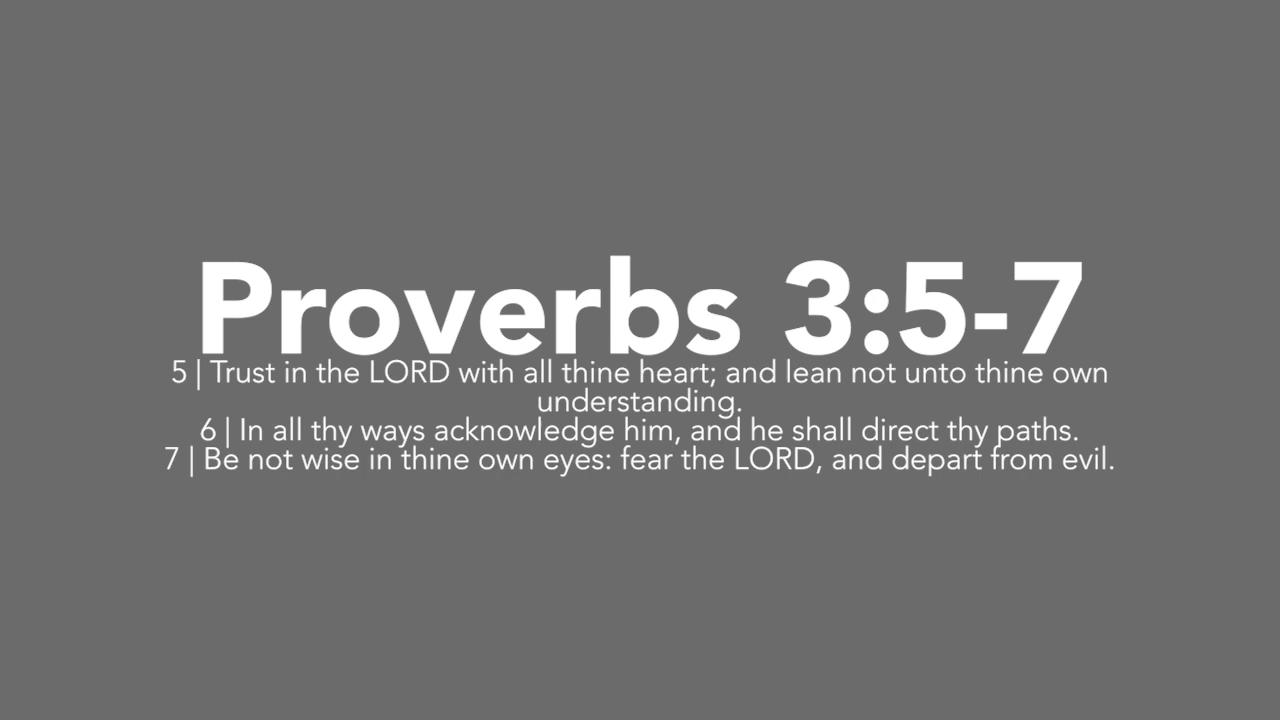 Proverbs 3:5-7
5 | Trust in the LORD with all thine heart; and lean not unto thine own
understanding.
6 | In all thy ways acknowledge him, and he shall direct thy paths.
7 | Be not wise in thine own eyes: fear the LORD, and depart from evil.